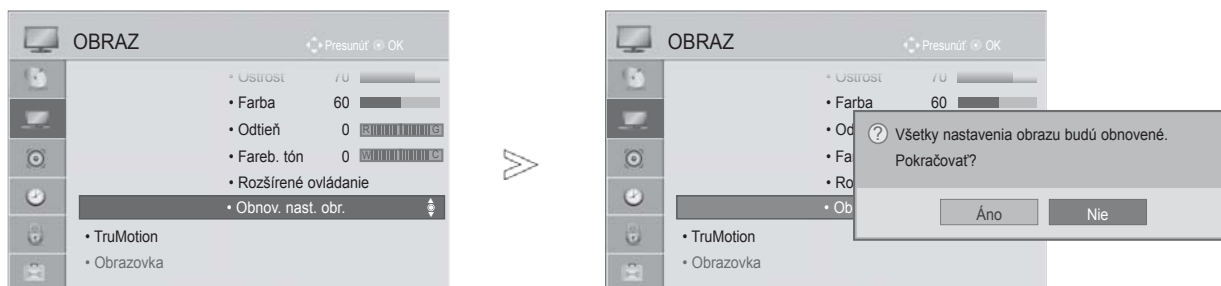 OBRAZ
Presunúť OK
• Ostrosť 70
• Farba 60
• Odtieň 0 R G
• Fareb. tón 0 W C
• Rozšírené ovládanie
• Obnov. nast. obr.
• TruMotion
• Obrazovka
OBRAZ
Presunúť OK
• Ostrosť 70
• Farba 60
• Od
• Fa
• Ro
• Ob
• TruMotion
• Obrazovka
? Všetky nastavenia obrazu budú obnovené.
Pokračovať?
Áno Nie